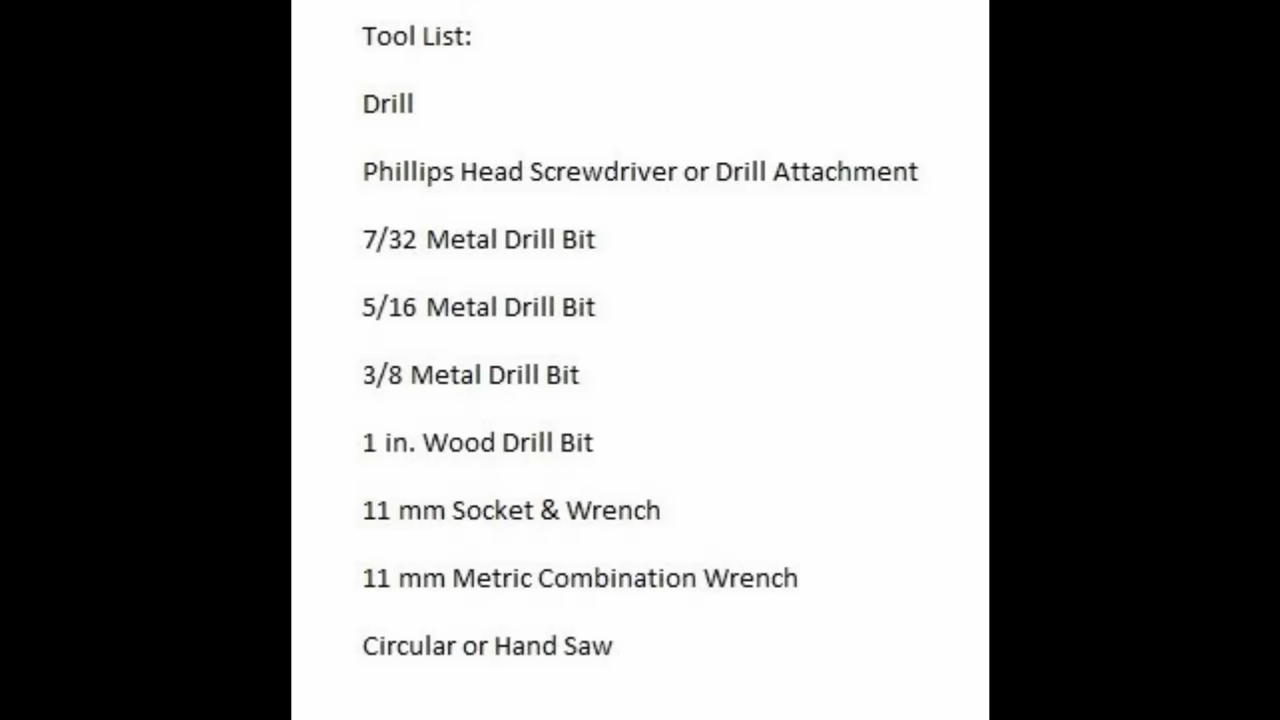 Tool List:
Drill
Phillips Head Screwdriver or Drill Attachment
7/32 Metal Drill Bit
5/16 Metal Drill Bit
3/8 Metal Drill Bit
1 in. Wood Drill Bit
11 mm Socket & Wrench
11 mm Metric Combination Wrench
Circular or Hand Saw